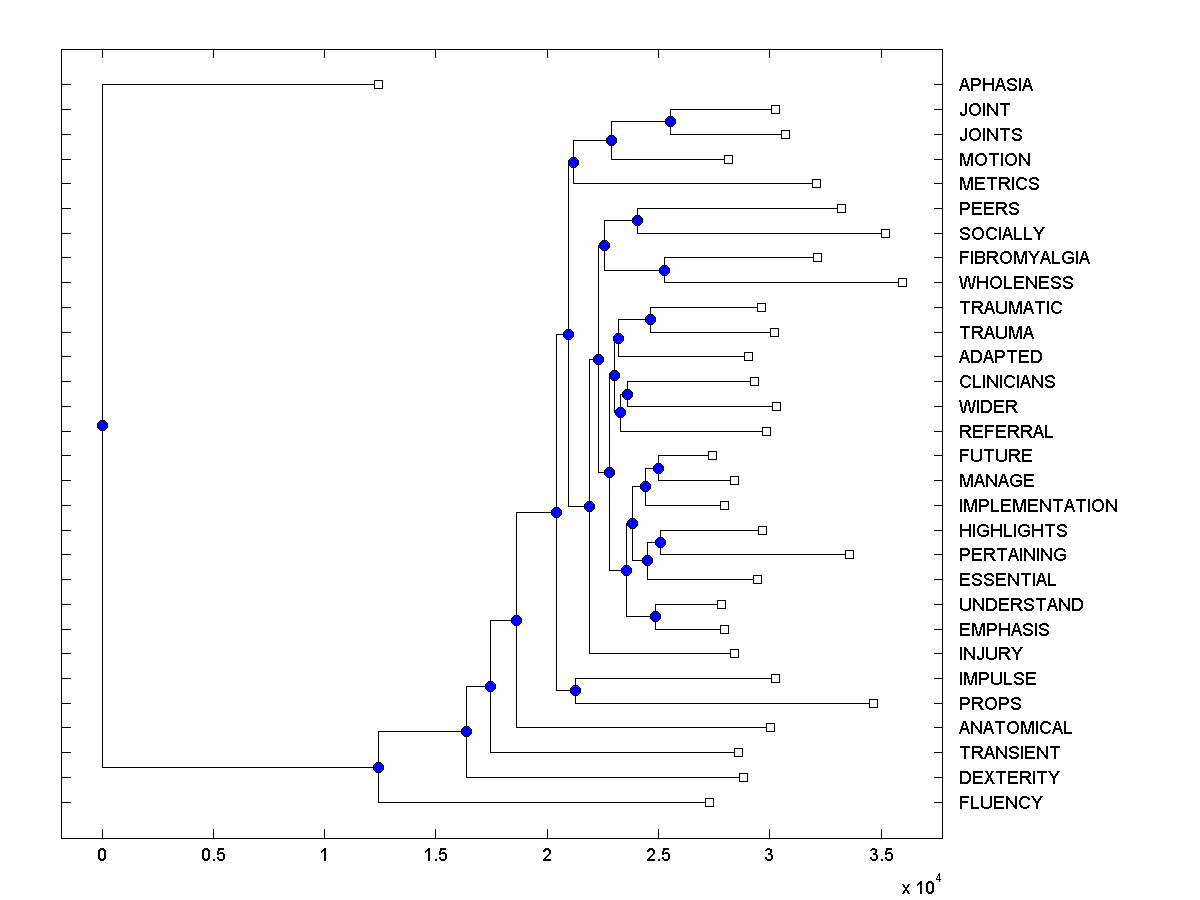 APHASIA
JOINT
JOINTS
MOTION
METRICS
PEERS
SOCIALLY
FIBROMYALGIA
WHOLENESS
TRAUMATIC
TRAUMA
ADAPTED
CLINICIANS
WIDER
REFERRAL
FUTURE
MANAGE
IMPLEMENTATION
HIGHLIGHTS
PERTAINING
ESSENTIAL
UNDERSTAND
EMPHASIS
INJURY
IMPULSE
PROPS
ANATOMICAL
TRANSIENT
DEXTERITY
FLUENCY
0 0.5 1 1.5 2 2.5 3 3.5
x 10^4